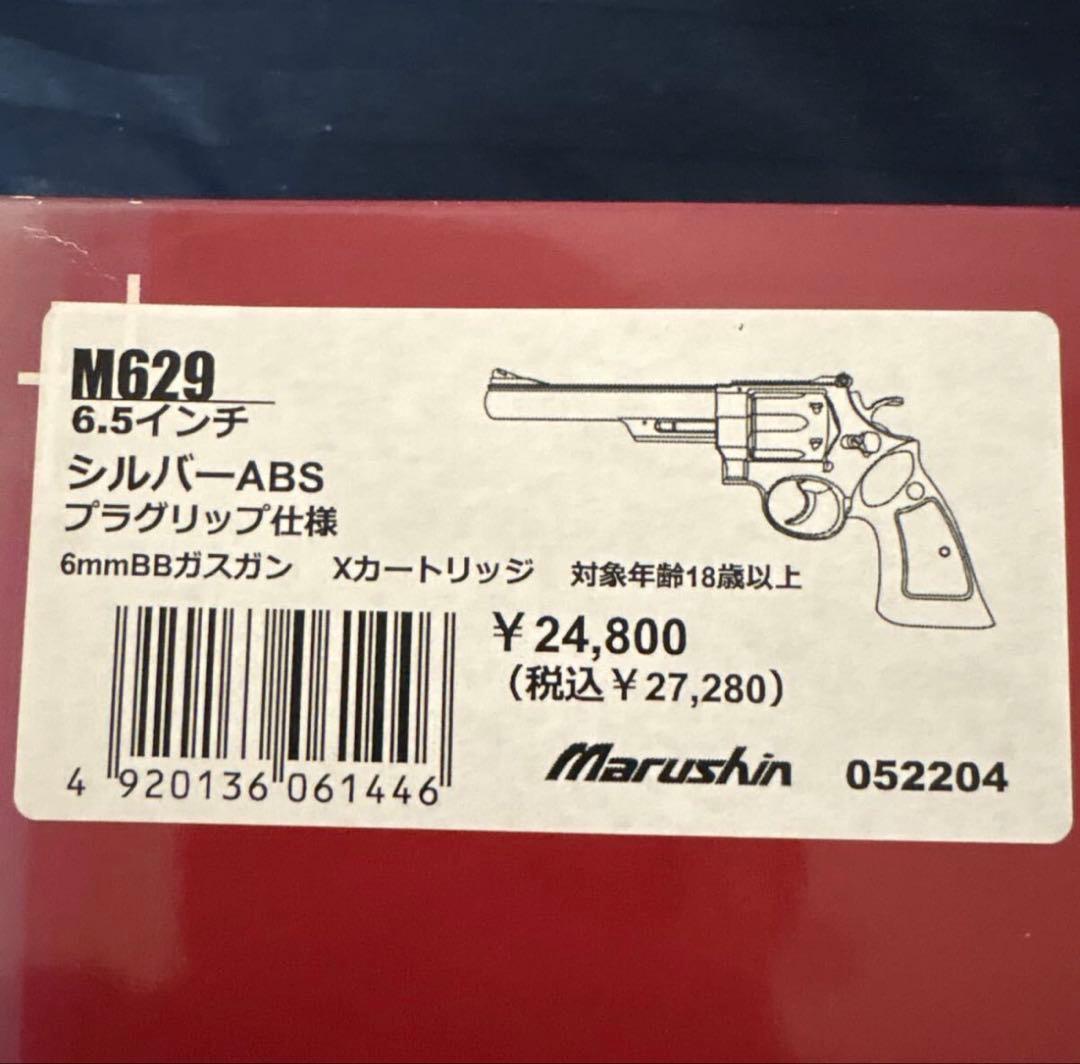 M629
6.5インチ
シルバーABS
プラグリップ仕様
6mmBBガスガン Xカートリッジ 対象年齢18歳以上
￥24,800
（税込￥27,280）
4 920136 061446
Marushin 052204